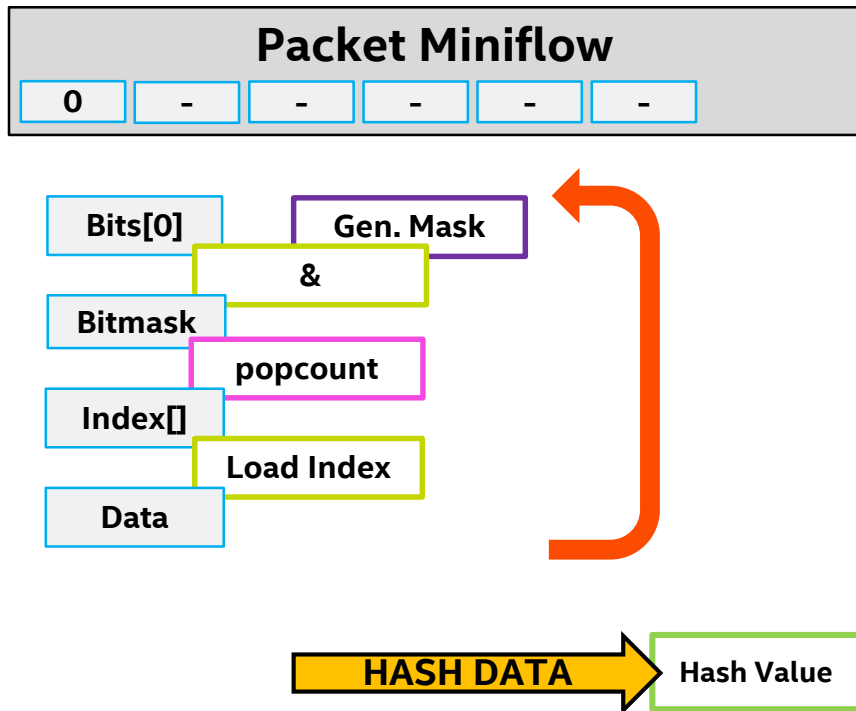 Packet Miniflow
0 - - - - -
Bits[0] Gen. Mask
&
Bitmask
popcount
Index[]
Load Index
Data
HASH DATA Hash Value